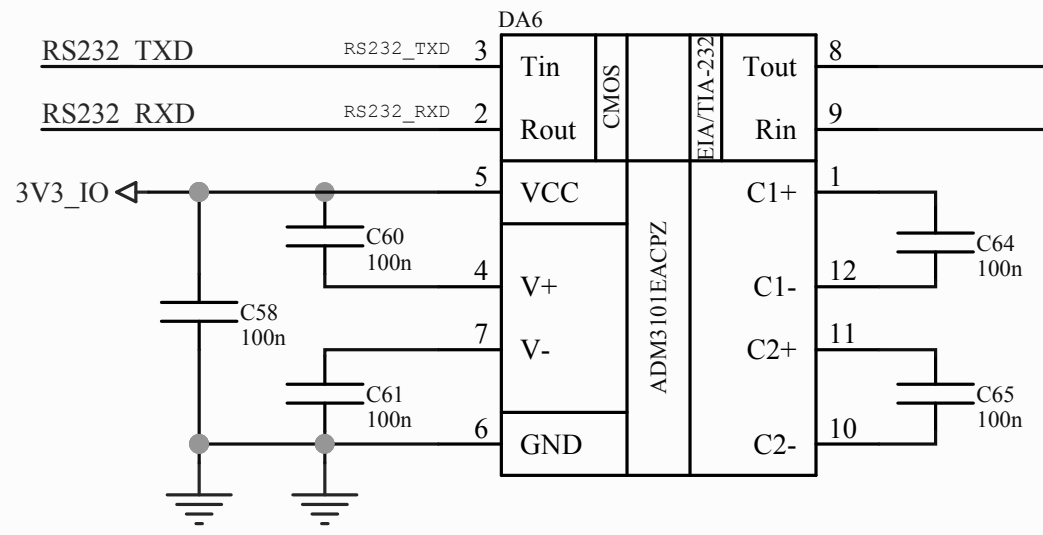 DA6
RS232_TXD RS232_TXD 3 Tin Tout 8
RS232_RXD RS232_RXD 2 Rout Rin 9
CMOS
EIA/TIA-232
3V3_IO 5 VCC C1+ 1
C60
100n
C64
100n
4 V+ C1- 12
ADM3101EACPZ
C58
100n
7 V- C2+ 11
C61
100n
C65
100n
6 GND C2- 10